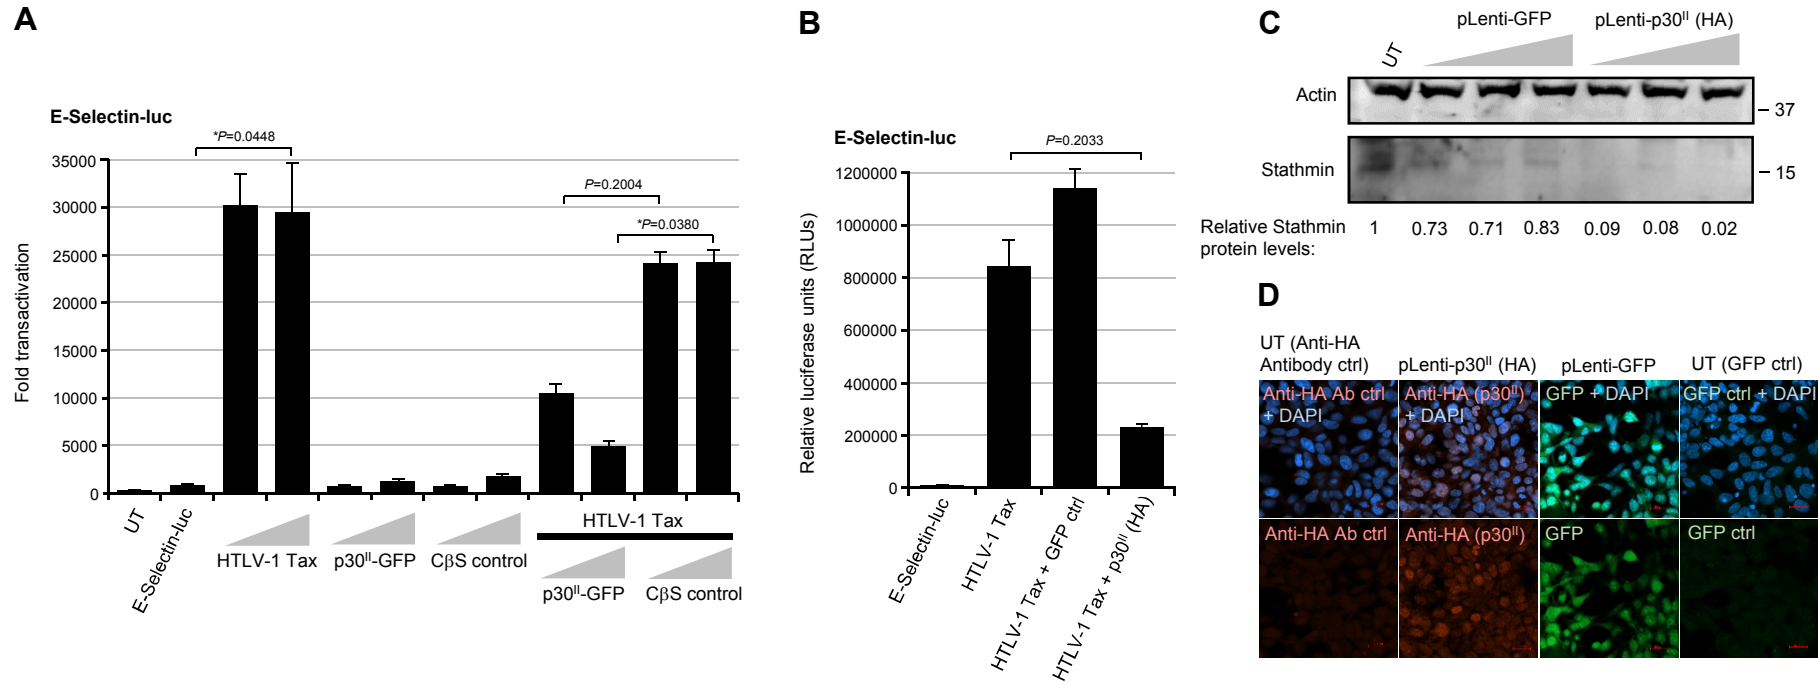 A
E-Selectin-luc
*P=0.0448
P=0.2004
*P=0.0380
Fold transactivation
35000
30000
25000
20000
15000
10000
5000
0
UT
E-Selectin-luc
HTLV-1 Tax
p30II-GFP
CβS control
HTLV-1 Tax
p30II-GFP
CβS control
B
E-Selectin-luc
P=0.2033
Relative luciferase units (RLUs)
1200000
1000000
800000
600000
400000
200000
0
E-Selectin-luc
HTLV-1 Tax
HTLV-1 Tax + GFP ctrl
HTLV-1 Tax + p30II (HA)
C
UT
pLenti-GFP
pLenti-p30II (HA)
Actin
37
Stathmin
15
Relative Stathmin
protein levels:
1 0.73 0.71 0.83 0.09 0.08 0.02
D
UT (Anti-HA
Antibody ctrl)
pLenti-p30II (HA)
pLenti-GFP
UT (GFP ctrl)
Anti-HA Ab ctrl
+ DAPI
Anti-HA (p30II)
+ DAPI
GFP + DAPI
GFP ctrl + DAPI
Anti-HA Ab ctrl
Anti-HA (p30II)
GFP
GFP ctrl